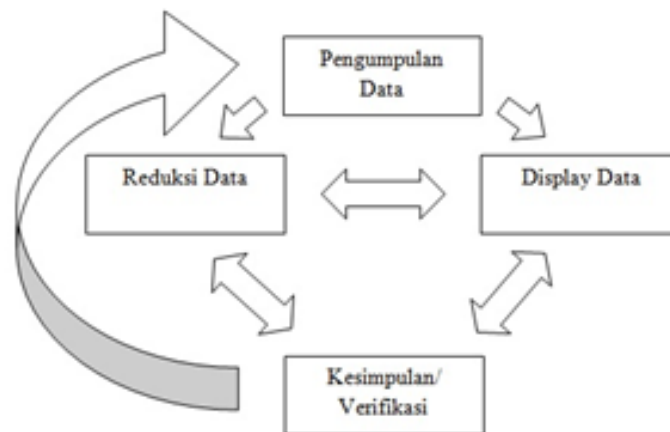 Pengumpulan
Data
Reduksi Data
Display Data
Kesimpulan/
Verifikasi